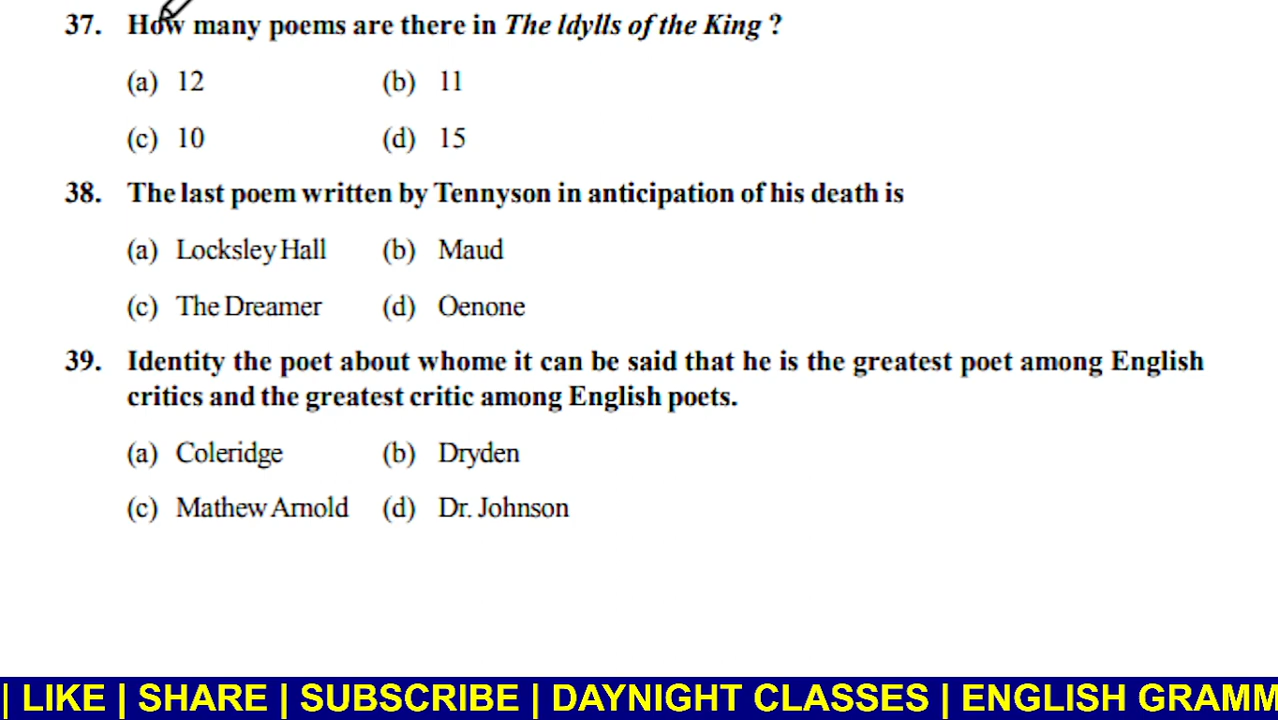 37. How many poems are there in The ldylls of the King ?
(a) 12 (b) 11
(c) 10 (d) 15
38. The last poem written by Tennyson in anticipation of his death is
(a) Locksley Hall (b) Maud
(c) The Dreamer (d) Oenone
39. Identity the poet about whome it can be said that he is the greatest poet among English
critics and the greatest critic among English poets.
(a) Coleridge (b) Dryden
(c) Mathew Arnold (d) Dr. Johnson
| LIKE | SHARE | SUBSCRIBE | DAYNIGHT CLASSES | ENGLISH GRAMM